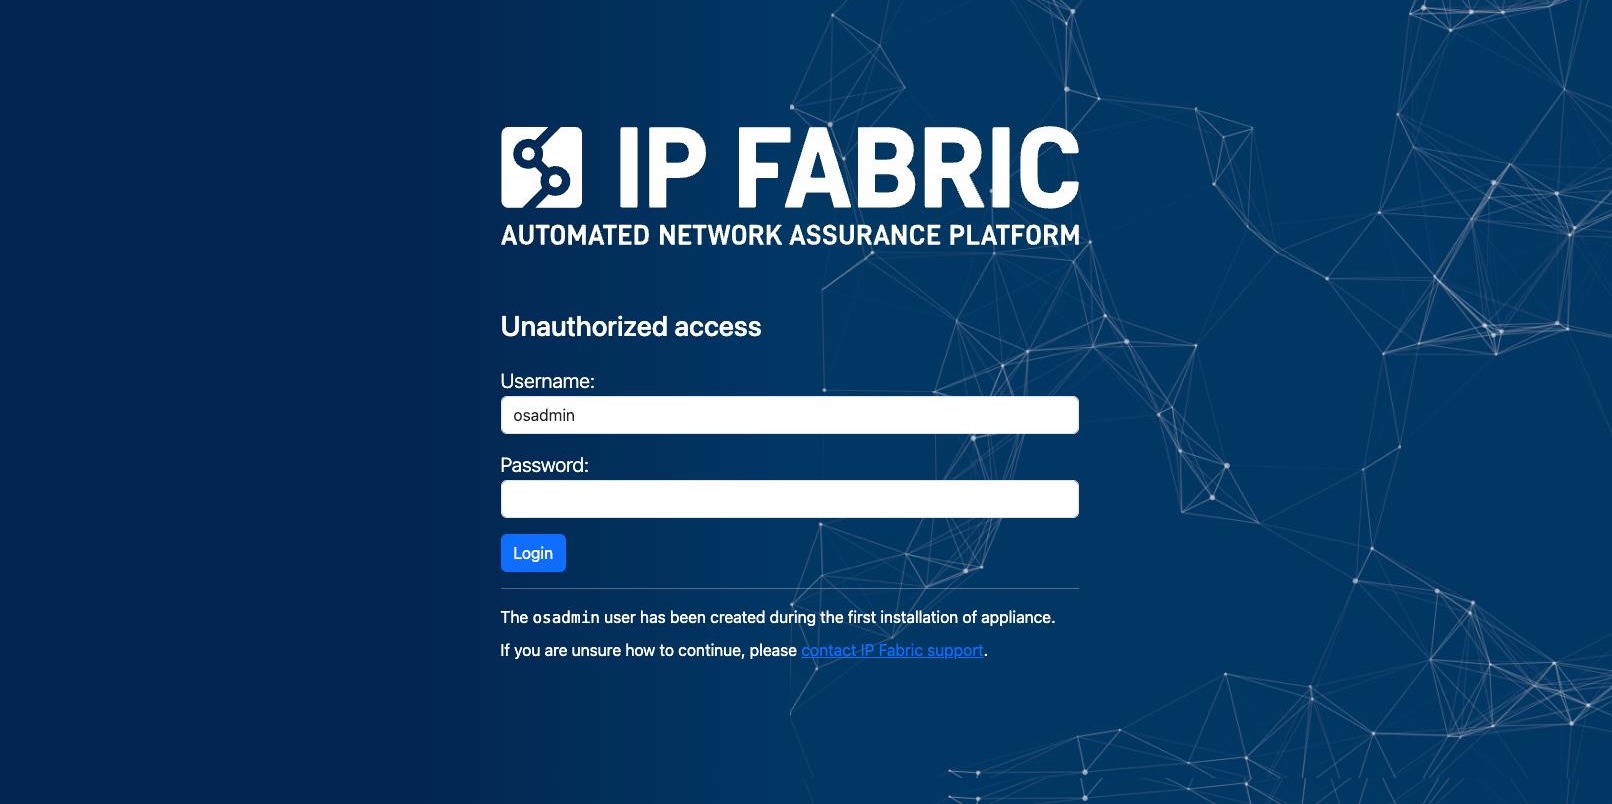 IP FABRIC
AUTOMATED NETWORK ASSURANCE PLATFORM
Unauthorized access
Username:
osadmin
Password:
Login
The osadmin user has been created during the first installation of appliance.
If you are unsure how to continue, please contact IP Fabric support.